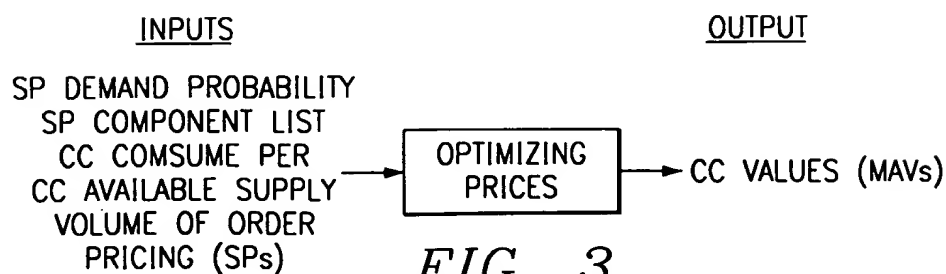 INPUTS
OUTPUT
SP DEMAND PROBABILITY
SP COMPONENT LIST
CC COMSUME PER
CC AVAILABLE SUPPLY
VOLUME OF ORDER
PRICING (SPs)
OPTIMIZING
PRICES
CC VALUES (MAVs)
FIG. 3